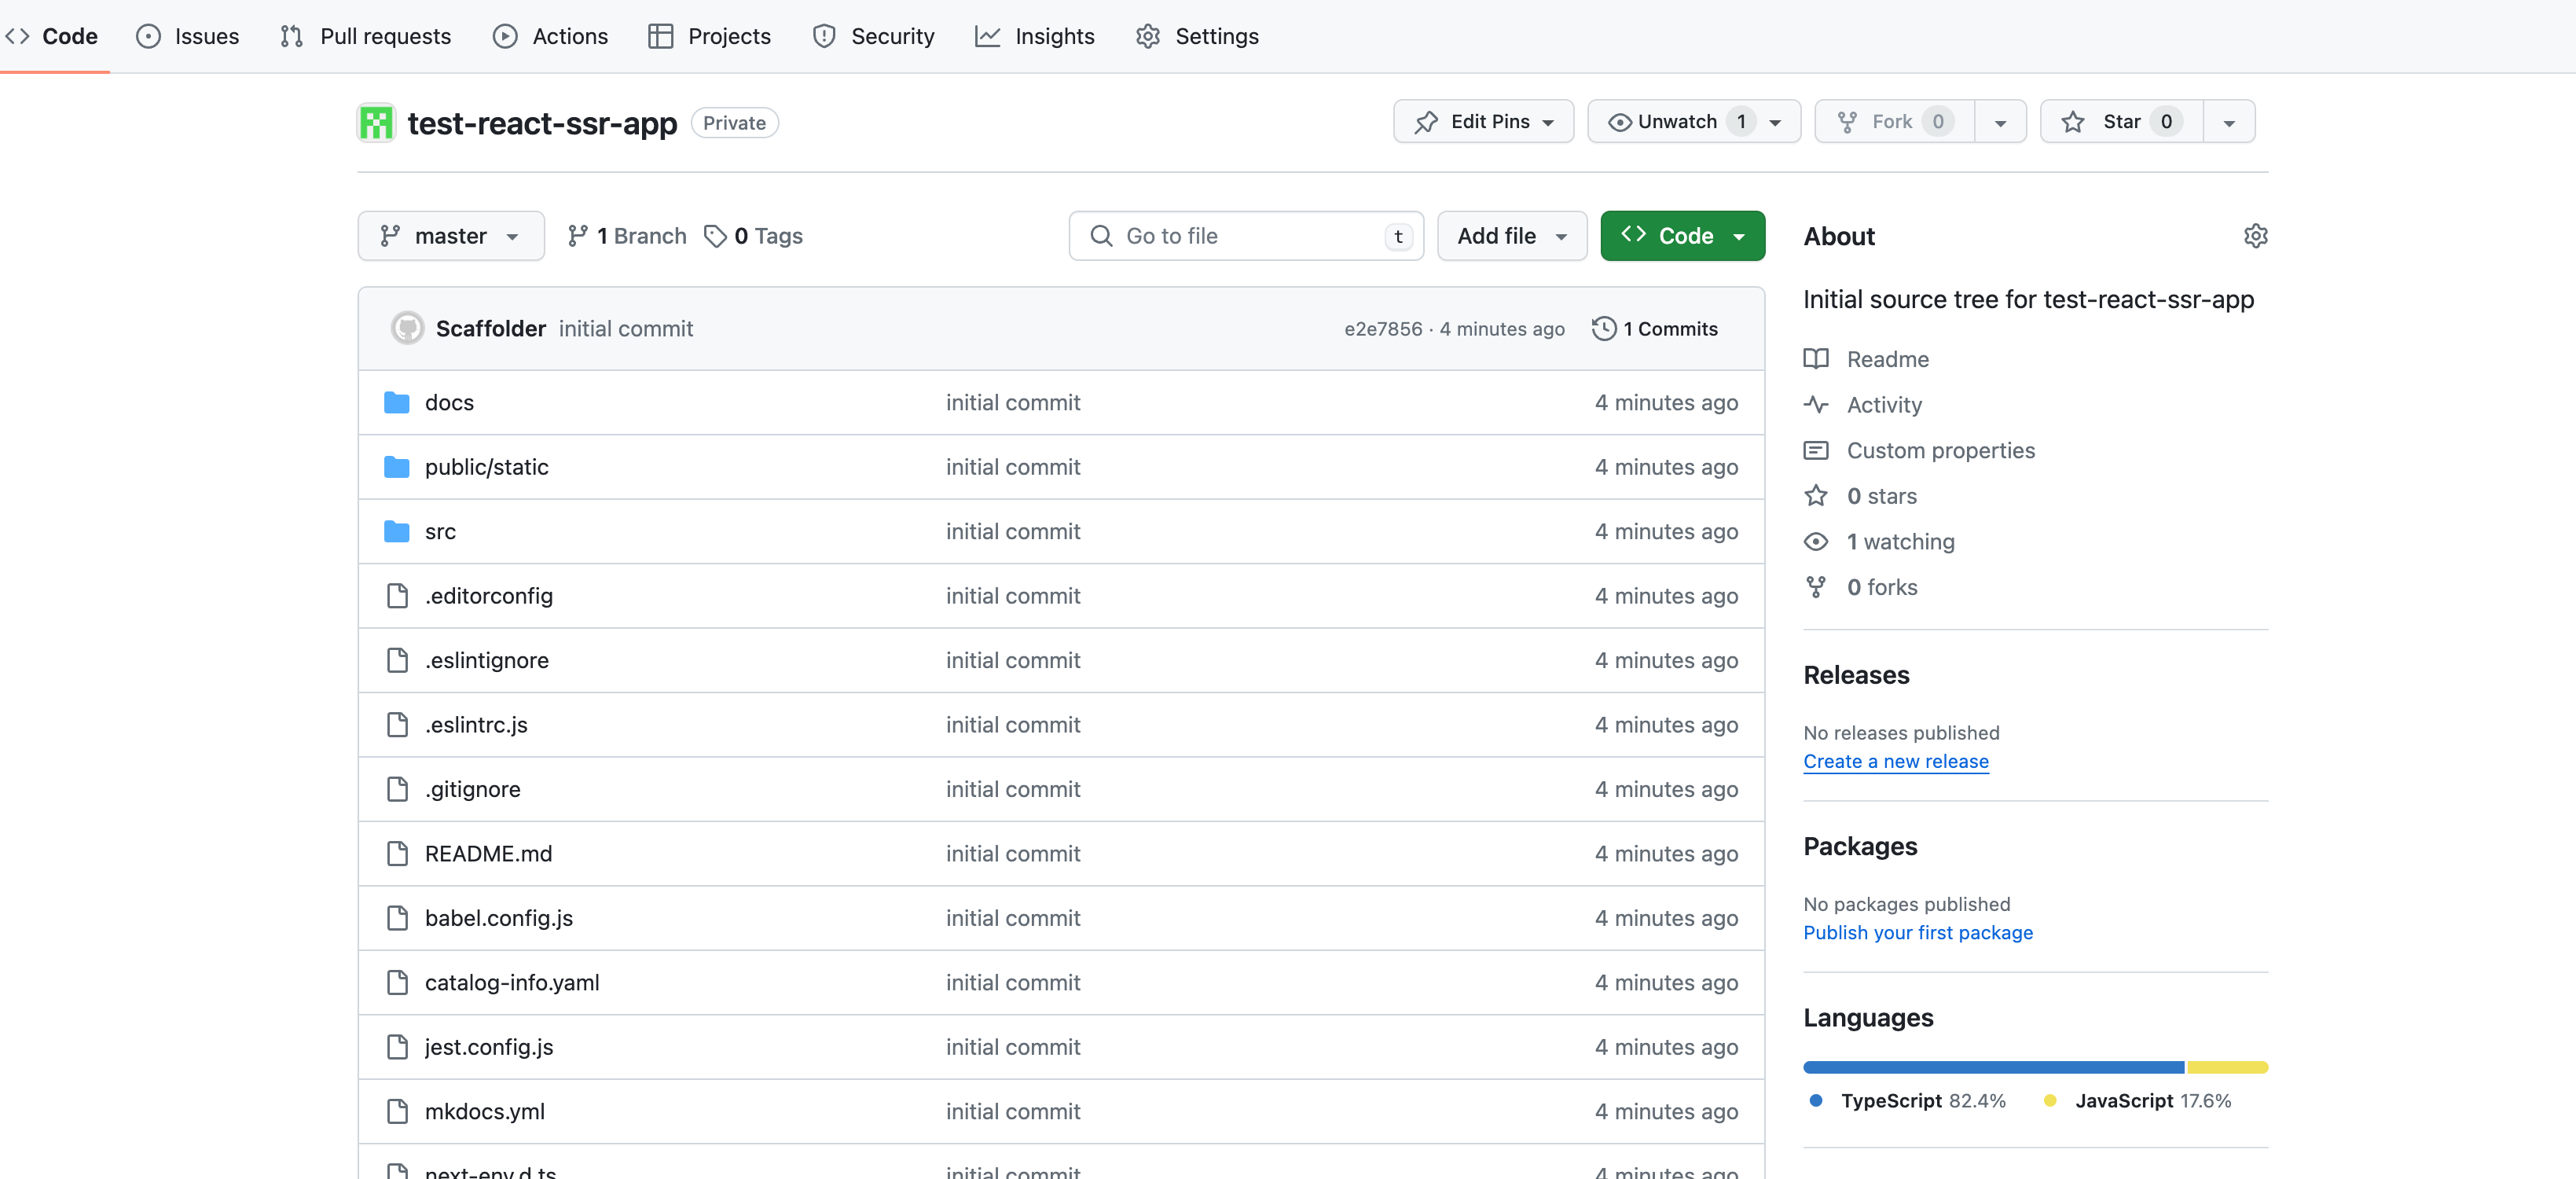 Code Issues Pull requests Actions Projects Security Insights Settings
test-react-ssr-app Private Edit Pins Unwatch 1 Fork 0 Star 0
master 1 Branch 0 Tags Go to file t Add file Code
Scaffolder initial commit e2e7856 · 4 minutes ago 1 Commits
docs initial commit 4 minutes ago
public/static initial commit 4 minutes ago
src initial commit 4 minutes ago
.editorconfig initial commit 4 minutes ago
.eslintignore initial commit 4 minutes ago
.eslintrc.js initial commit 4 minutes ago
.gitignore initial commit 4 minutes ago
README.md initial commit 4 minutes ago
babel.config.js initial commit 4 minutes ago
catalog-info.yaml initial commit 4 minutes ago
jest.config.js initial commit 4 minutes ago
mkdocs.yml initial commit 4 minutes ago
next-env.d.ts initial commit 4 minutes ago
About
Initial source tree for test-react-ssr-app
Readme
Activity
Custom properties
0 stars
1 watching
0 forks
Releases
No releases published
Create a new release
Packages
No packages published
Publish your first package
Languages
TypeScript 82.4% JavaScript 17.6%